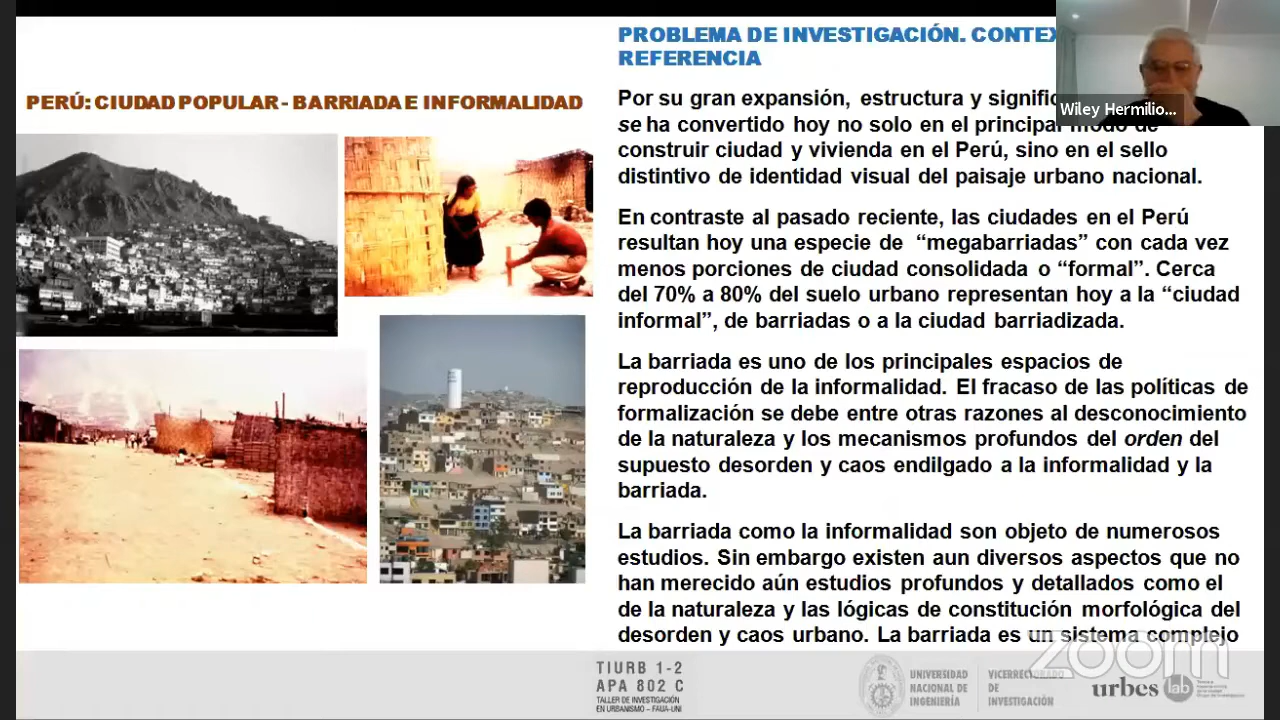 PERÚ: CIUDAD POPULAR - BARRIADA E INFORMALIDAD
PROBLEMA DE INVESTIGACIÓN. CONTEX
REFERENCIA
Por su gran expansión, estructura y signific
se ha convertido hoy no solo en el principal modo de
construir ciudad y vivienda en el Perú, sino en el sello
distintivo de identidad visual del paisaje urbano nacional.
En contraste al pasado reciente, las ciudades en el Perú
resultan hoy una especie de “megabarriadas” con cada vez
menos porciones de ciudad consolidada o “formal”. Cerca
del 70% a 80% del suelo urbano representan hoy a la “ciudad
informal”, de barriadas o a la ciudad barriadizada.
La barriada es uno de los principales espacios de
reproducción de la informalidad. El fracaso de las políticas de
formalización se debe entre otras razones al desconocimiento
de la naturaleza y los mecanismos profundos del orden del
supuesto desorden y caos endilgado a la informalidad y la
barriada.
La barriada como la informalidad son objeto de numerosos
estudios. Sin embargo existen aun diversos aspectos que no
han merecido aún estudios profundos y detallados como el
de la naturaleza y las lógicas de constitución morfológica del
desorden y caos urbano. La barriada es un sistema complejo
Wiley Hermilio...
TIURB 1-2
APA 802 C
TALLER DE INVESTIGACIÓN
EN URBANISMO – FAUA-UNI
UNIVERSIDAD
NACIONAL DE
INGENIERÍA
VICERRECTORADO
DE
INVESTIGACIÓN
urbes lab
zoom